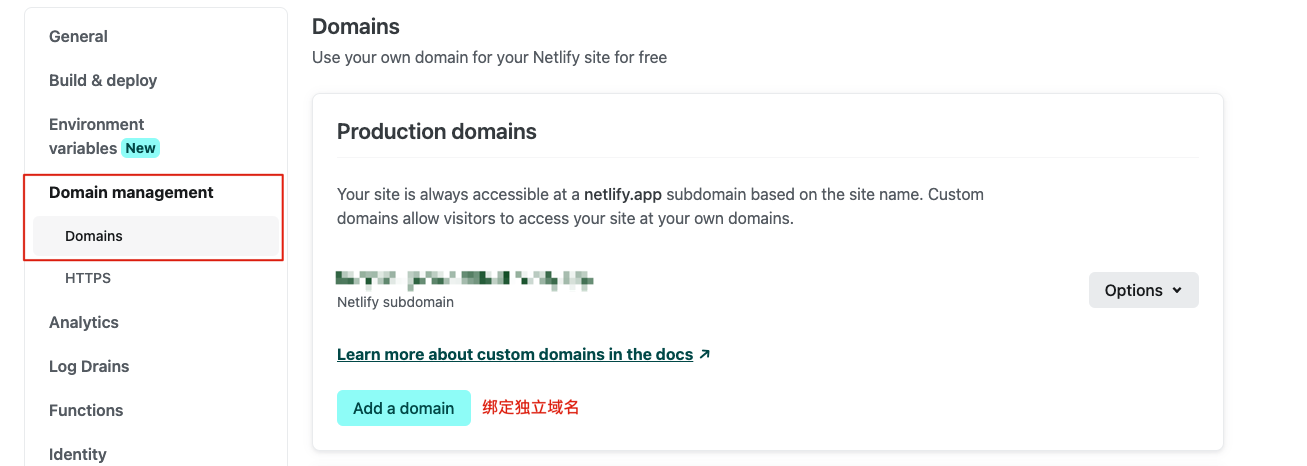 General
Build & deploy
Environment
variables New
Domain management
Domains
HTTPS
Analytics
Log Drains
Functions
Identity
Domains
Use your own domain for your Netlify site for free
Production domains
Your site is always accessible at a netlify.app subdomain based on the site name. Custom
domains allow visitors to access your site at your own domains.
Netlify subdomain
Options
Learn more about custom domains in the docs ↗
Add a domain 绑定独立域名